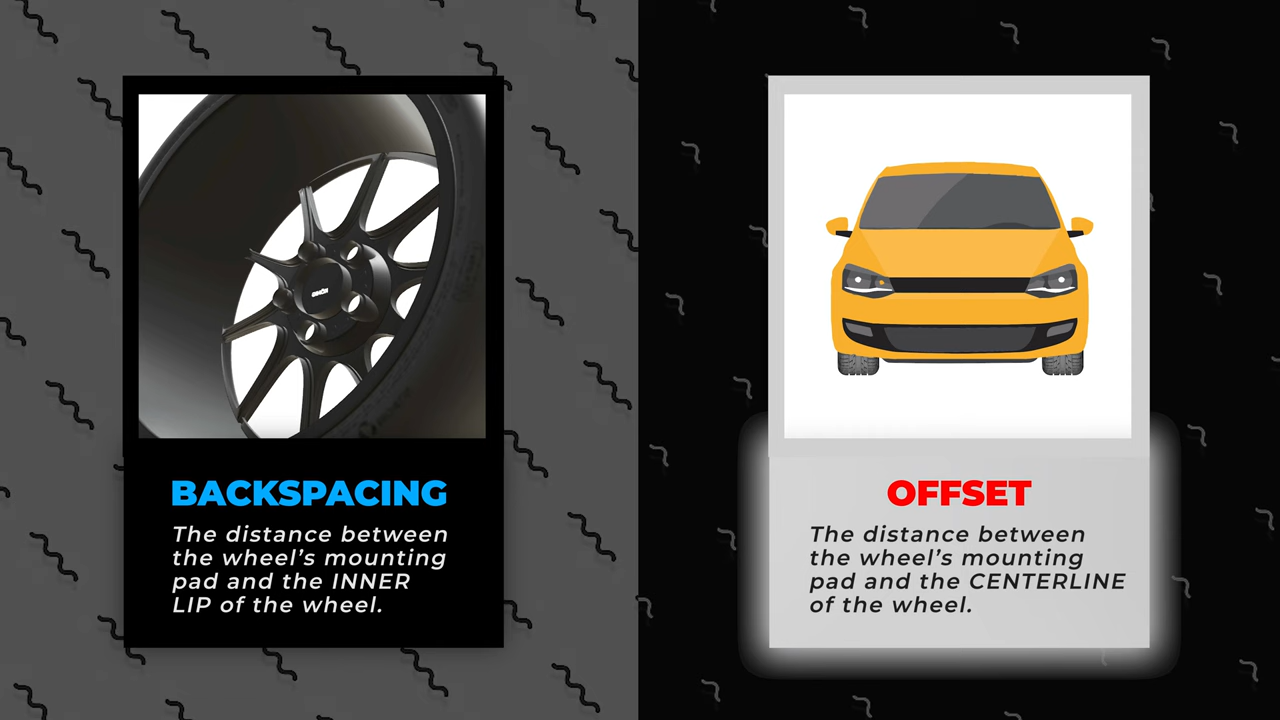 BACKSPACING
The distance between
the wheel’s mounting
pad and the INNER
LIP of the wheel.
OFFSET
The distance between
the wheel’s mounting
pad and the CENTERLINE
of the wheel.